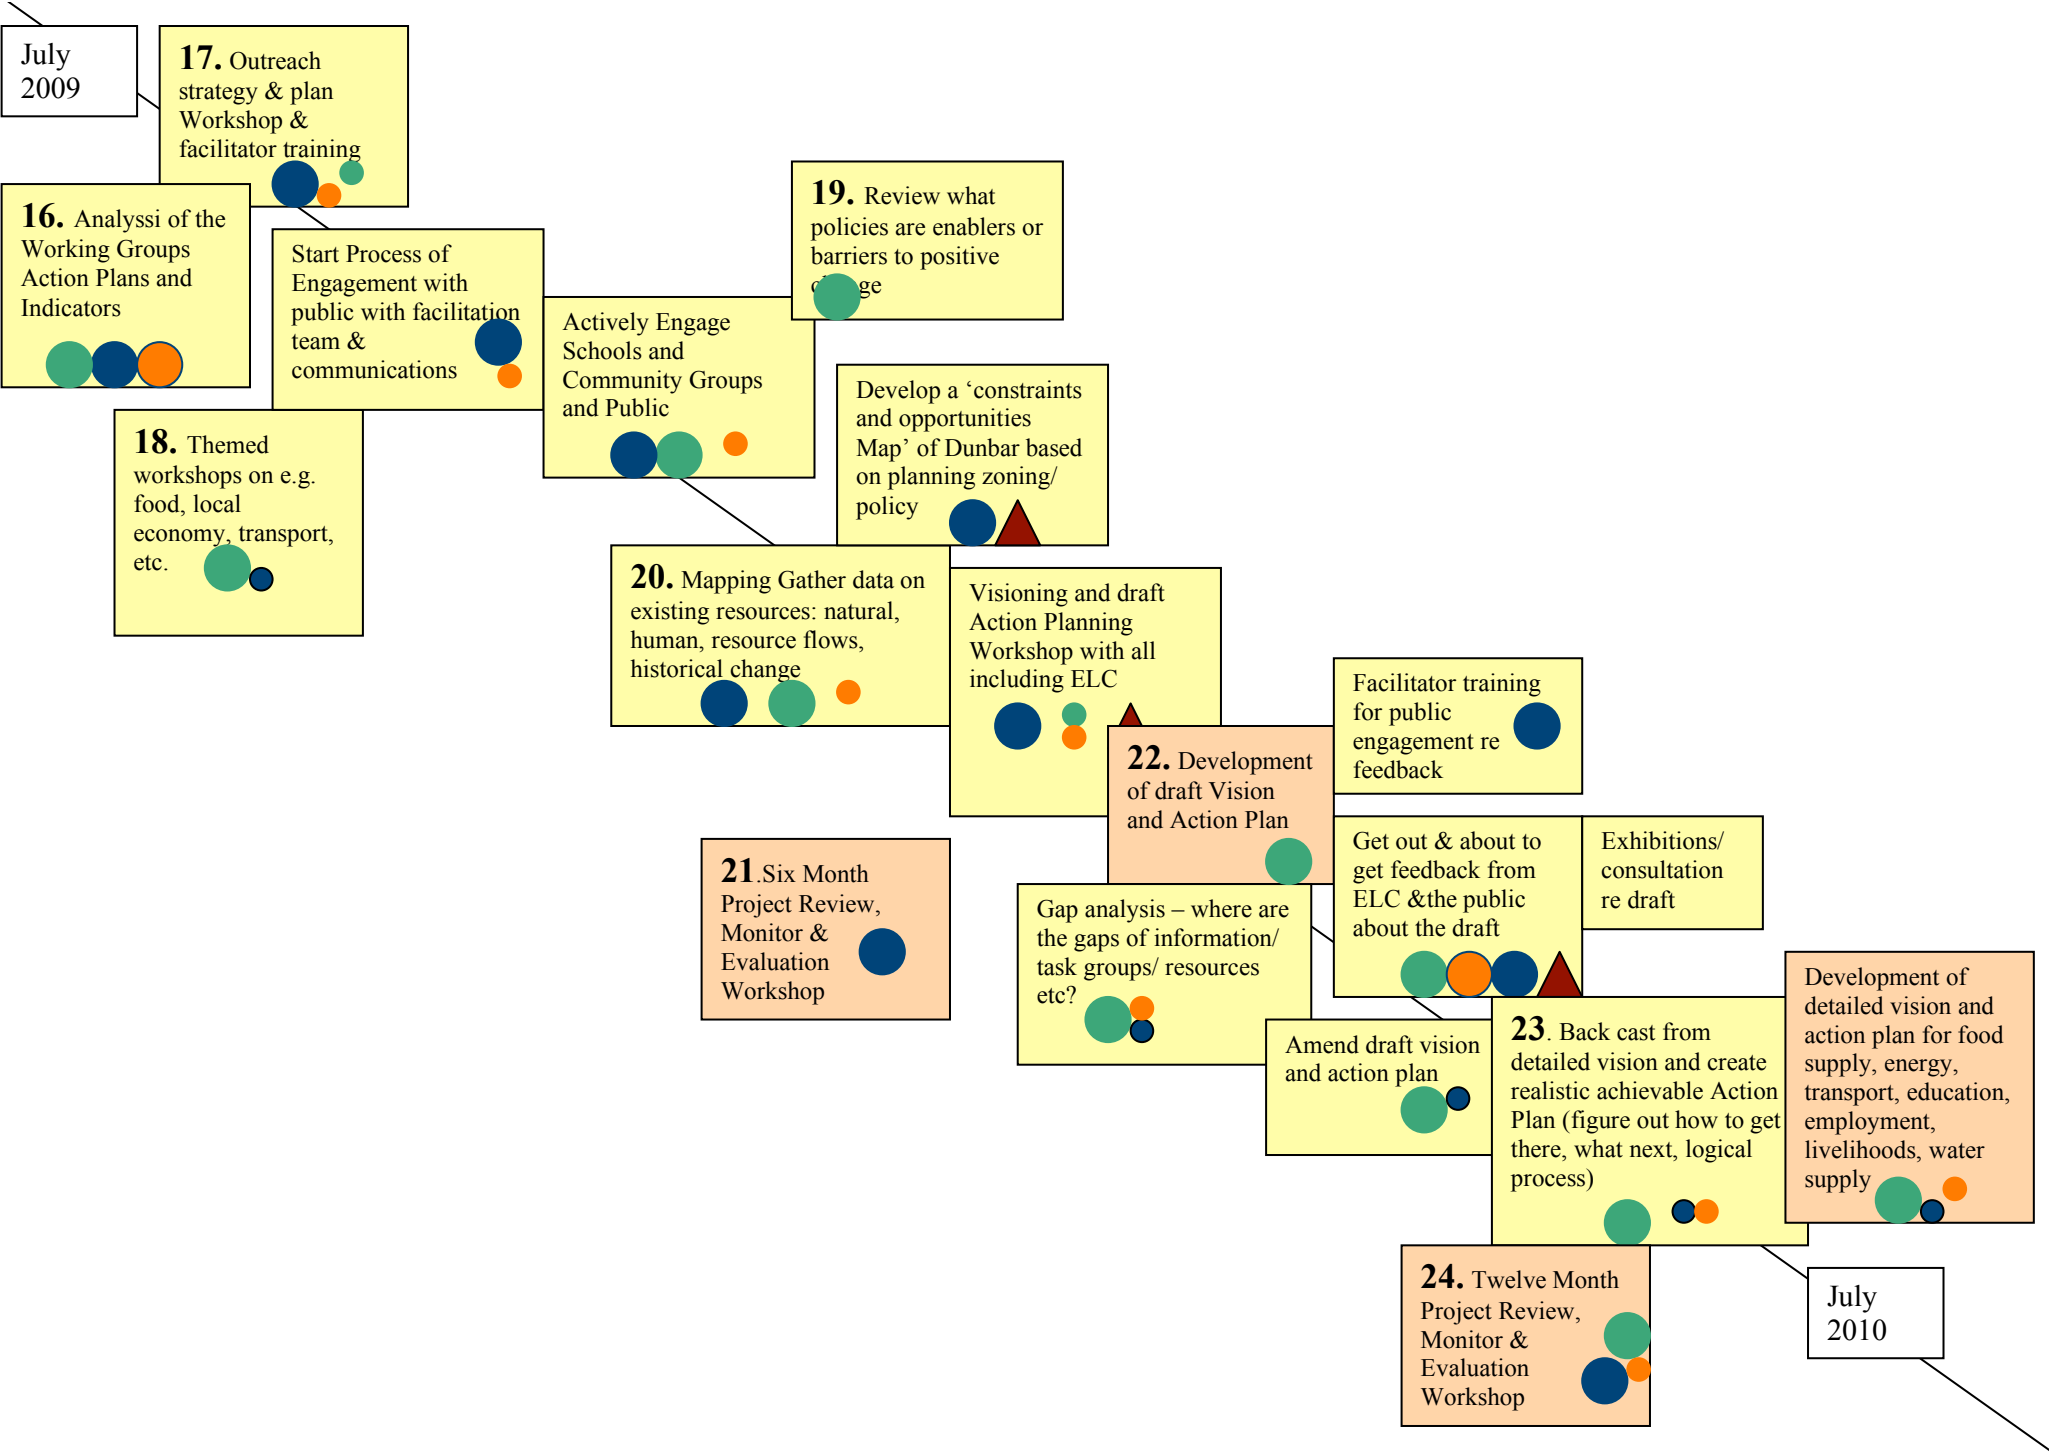 July
2009
17. Outreach
strategy & plan
Workshop &
facilitator training
16. Analyssi of the
Working Groups
Action Plans and
Indicators
Start Process of
Engagement with
public with facilitation
team &
communications
18. Themed
workshops on e.g.
food, local
economy, transport,
etc.
Actively Engage
Schools and
Community Groups
and Public
19. Review what
policies are enablers or
barriers to positive
Develop a ‘constraints
and opportunities
Map’ of Dunbar based
on planning zoning/
policy
20. Mapping Gather data on
existing resources: natural,
human, resource flows,
historical change
Visioning and draft
Action Planning
Workshop with all
including ELC
21.Six Month
Project Review,
Monitor &
Evaluation
Workshop
22. Development
of draft Vision
and Action Plan
Facilitator training
for public
engagement re
feedback
Gap analysis – where are
the gaps of information/
task groups/ resources
etc?
Get out & about to
get feedback from
ELC &the public
about the draft
Exhibitions/
consultation
re draft
Amend draft vision
and action plan
23. Back cast from
detailed vision and create
realistic achievable Action
Plan (figure out how to get
there, what next, logical
process)
Development of
detailed vision and
action plan for food
supply, energy,
transport, education,
employment,
livelihoods, water
supply
24. Twelve Month
Project Review,
Monitor &
Evaluation
Workshop
July
2010